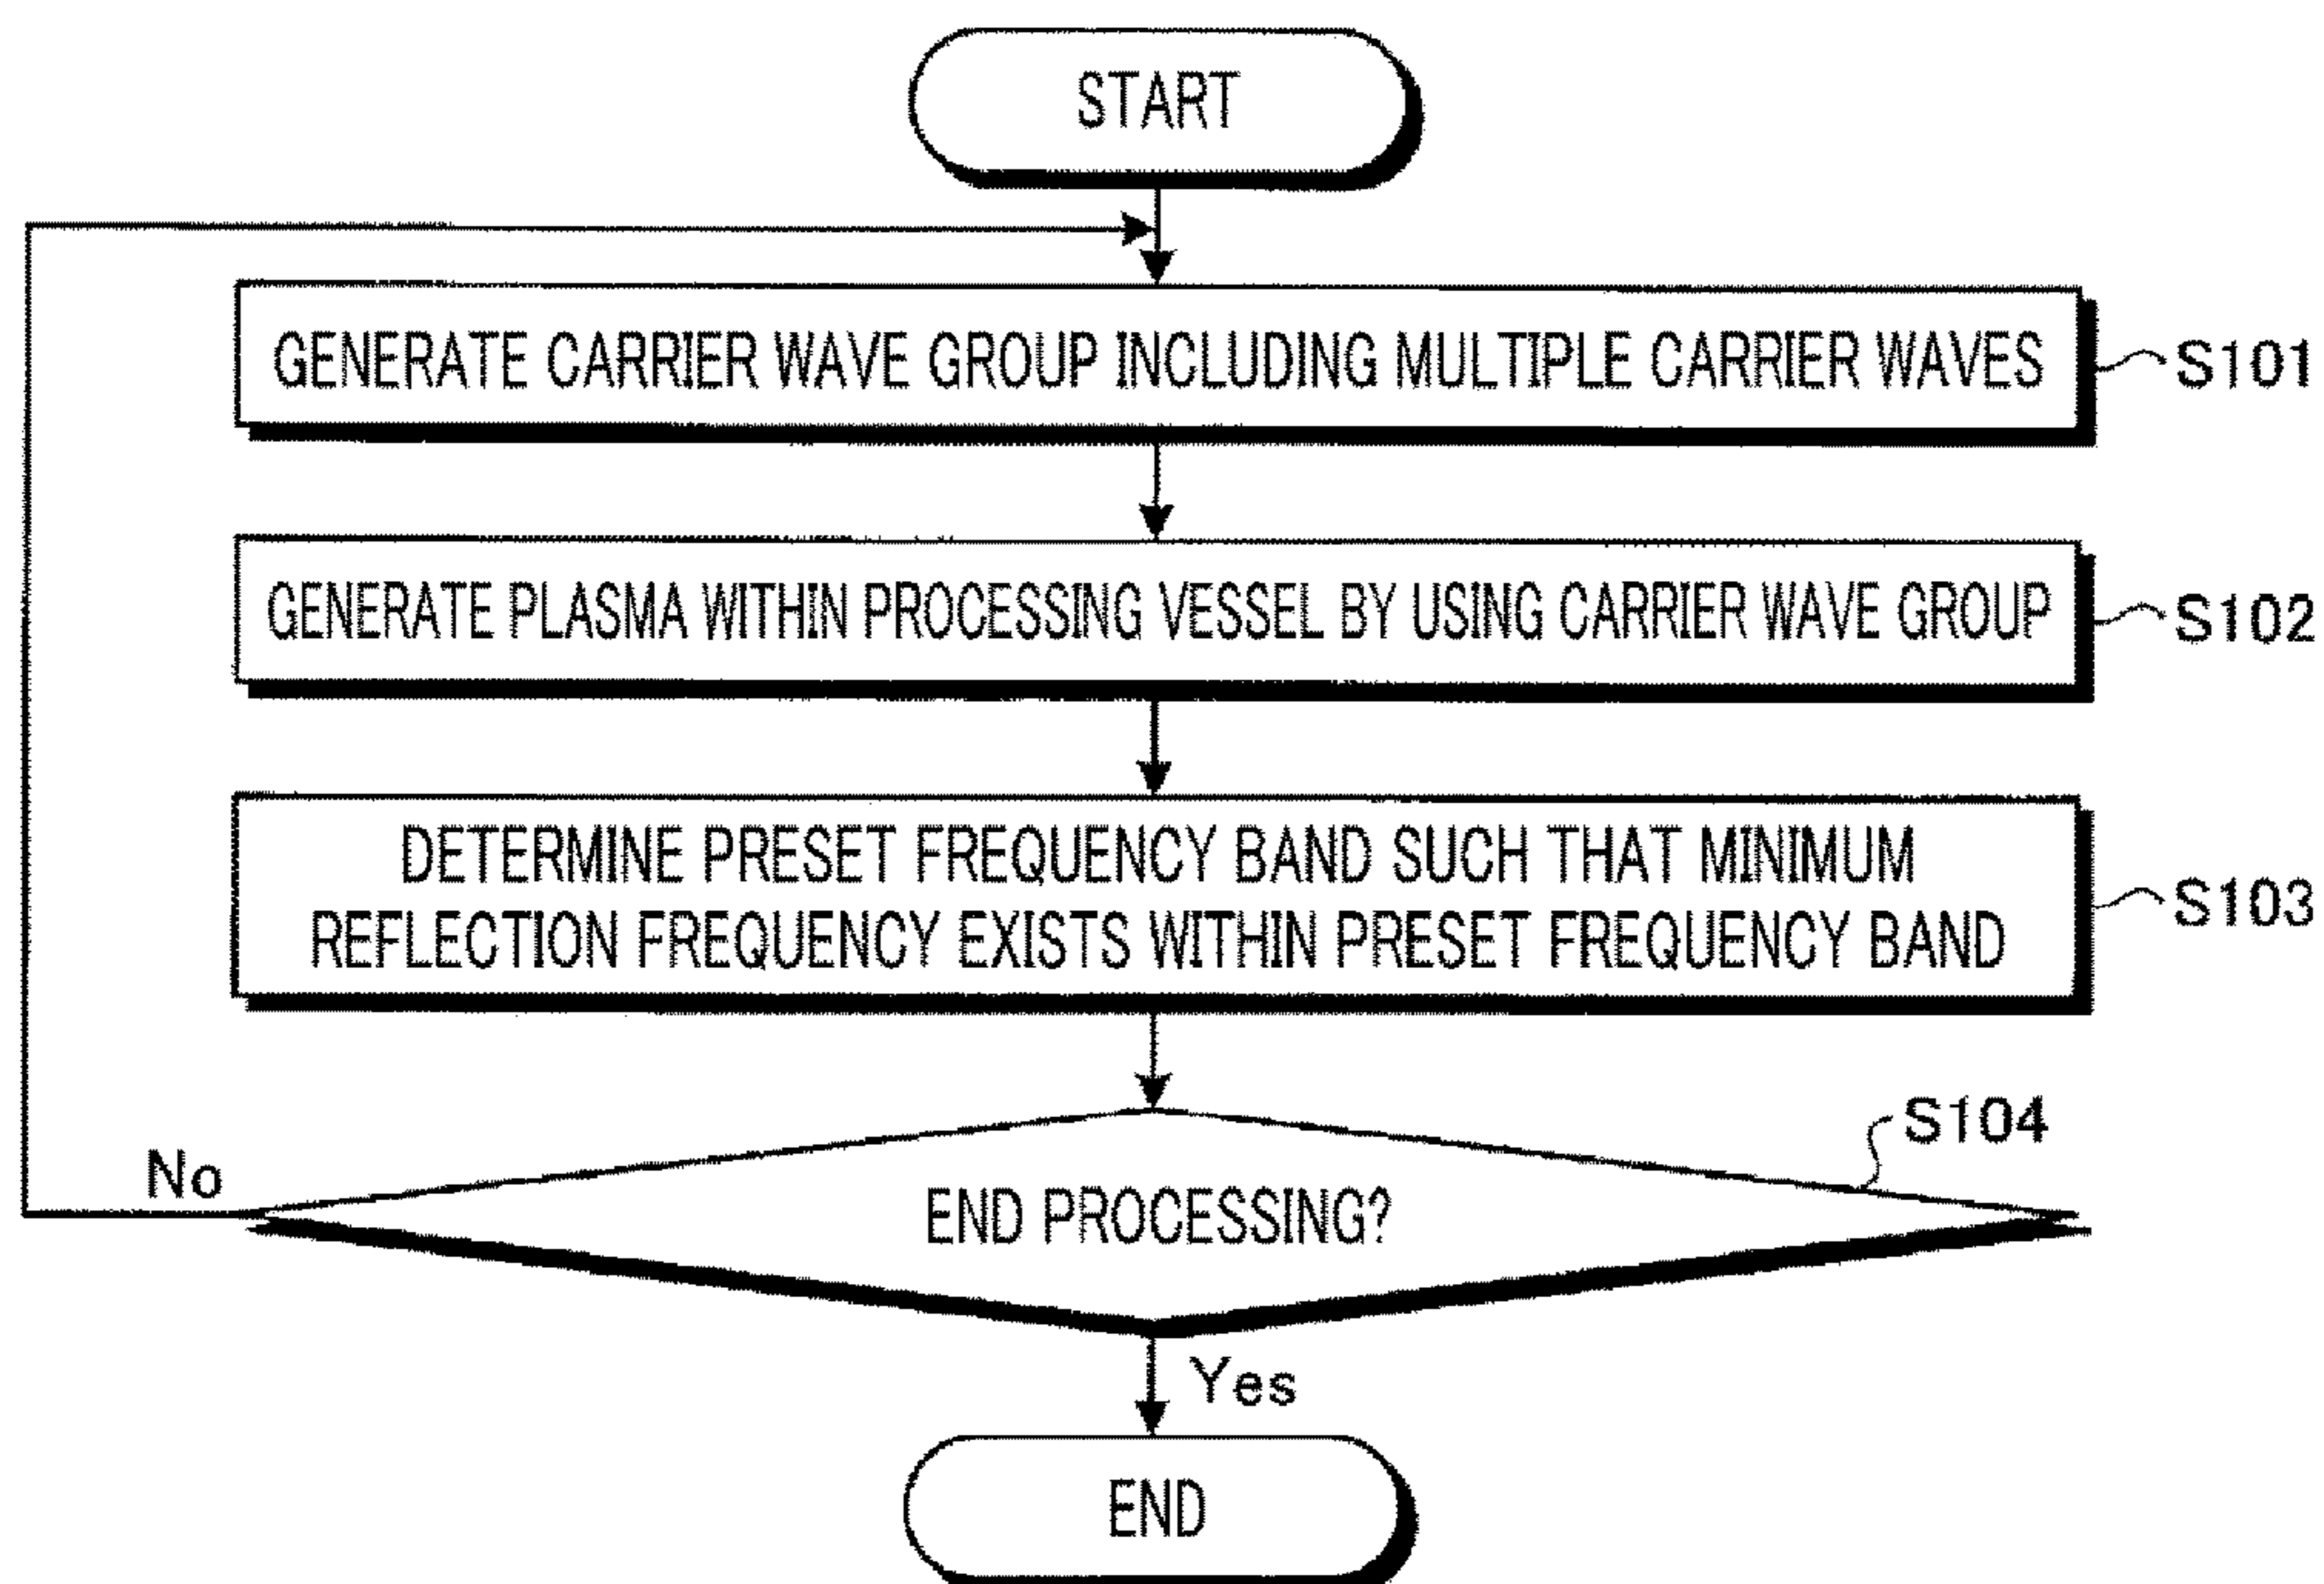 START
GENERATE CARRIER WAVE GROUP INCLUDING MULTIPLE CARRIER WAVES
S101
GENERATE PLASMA WITHIN PROCESSING VESSEL BY USING CARRIER WAVE GROUP
S102
DETERMINE PRESET FREQUENCY BAND SUCH THAT MINIMUM
REFLECTION FREQUENCY EXISTS WITHIN PRESET FREQUENCY BAND
S103
S104
No
END PROCESSING?
Yes
END